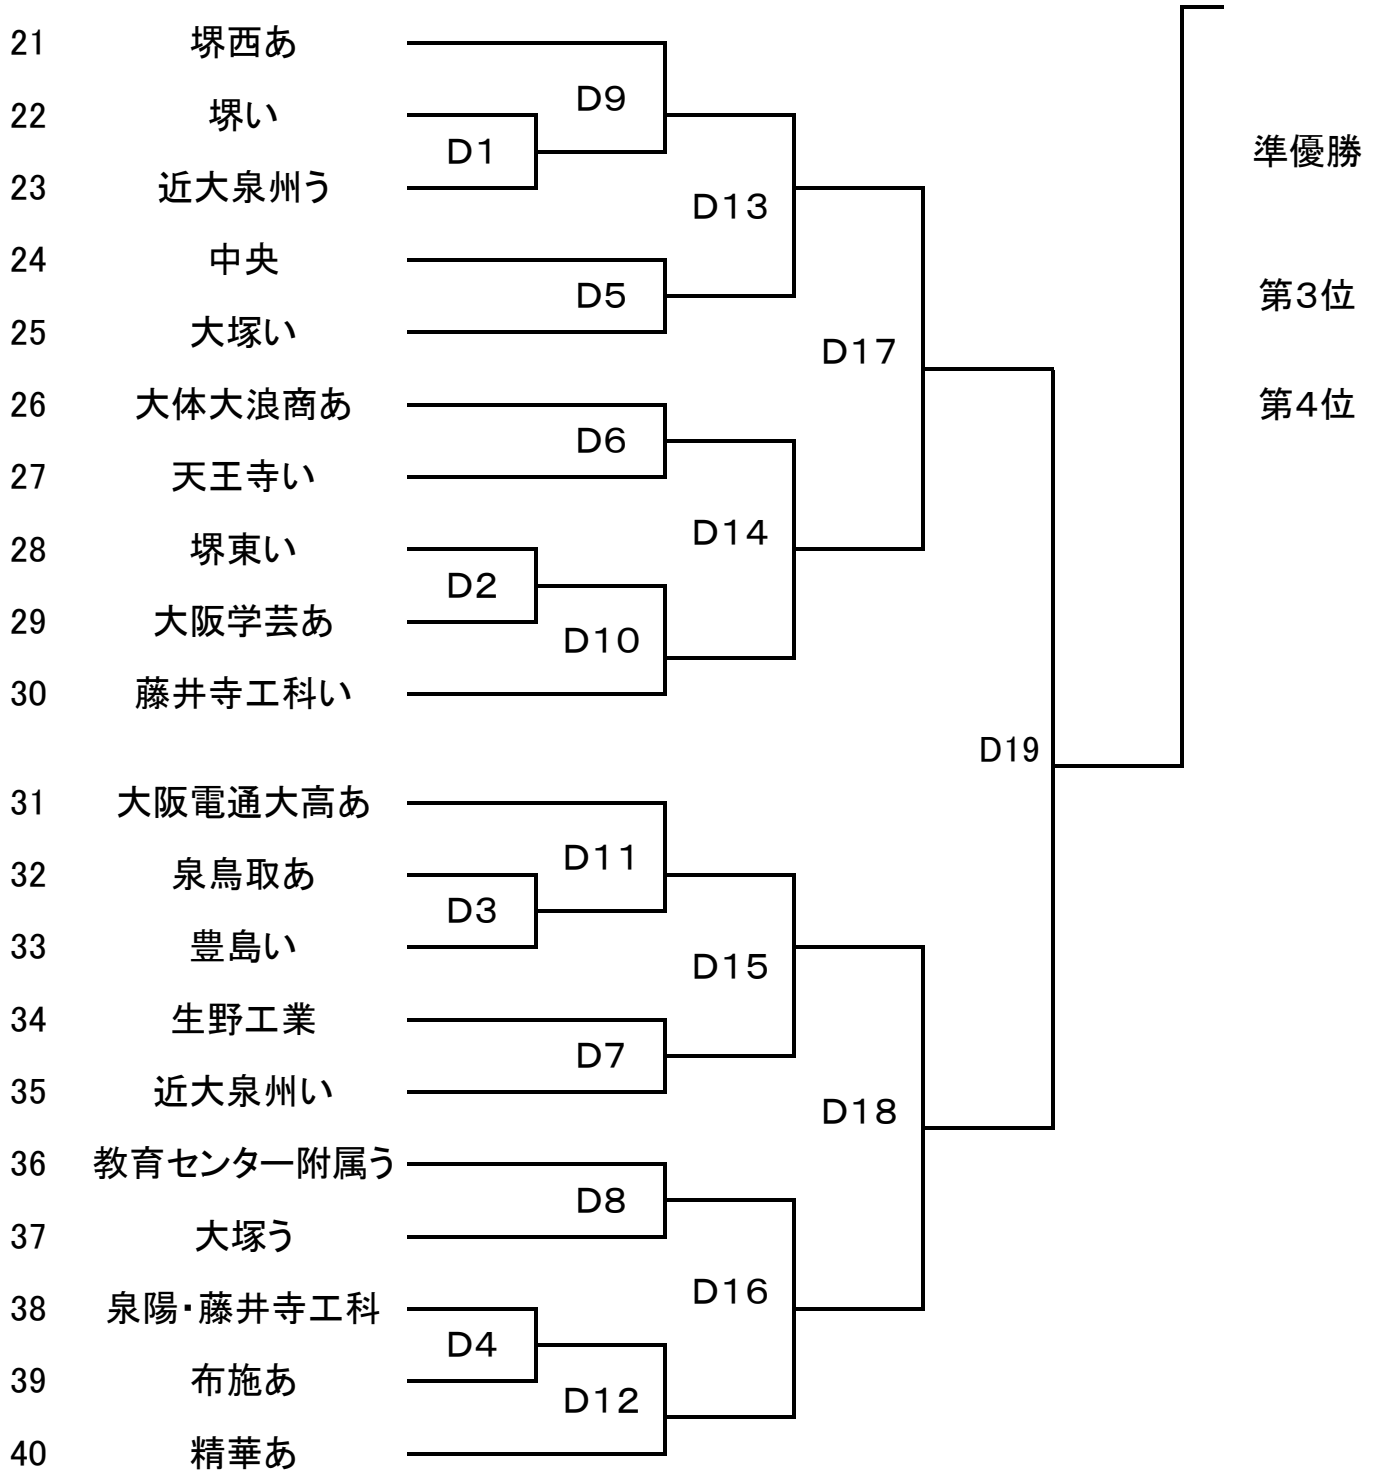 21 堺西あ
D9
22 堺い
D1
準優勝
23 近大泉州う
D13
24 中央
D5
第3位
25 大塚い
D17
26 大体大浪商あ
第4位
D6
27 天王寺い
D14
28 堺東い
D2
29 大阪学芸あ
D10
30 藤井寺工科い
D19
31 大阪電通大高あ
D11
32 泉鳥取あ
D3
33 豊島い
D15
34 生野工業
D7
35 近大泉州い
D18
36 教育センター附属う
D8
37 大塚う
D16
38 泉陽・藤井寺工科
D4
39 布施あ
D12
40 精華あ